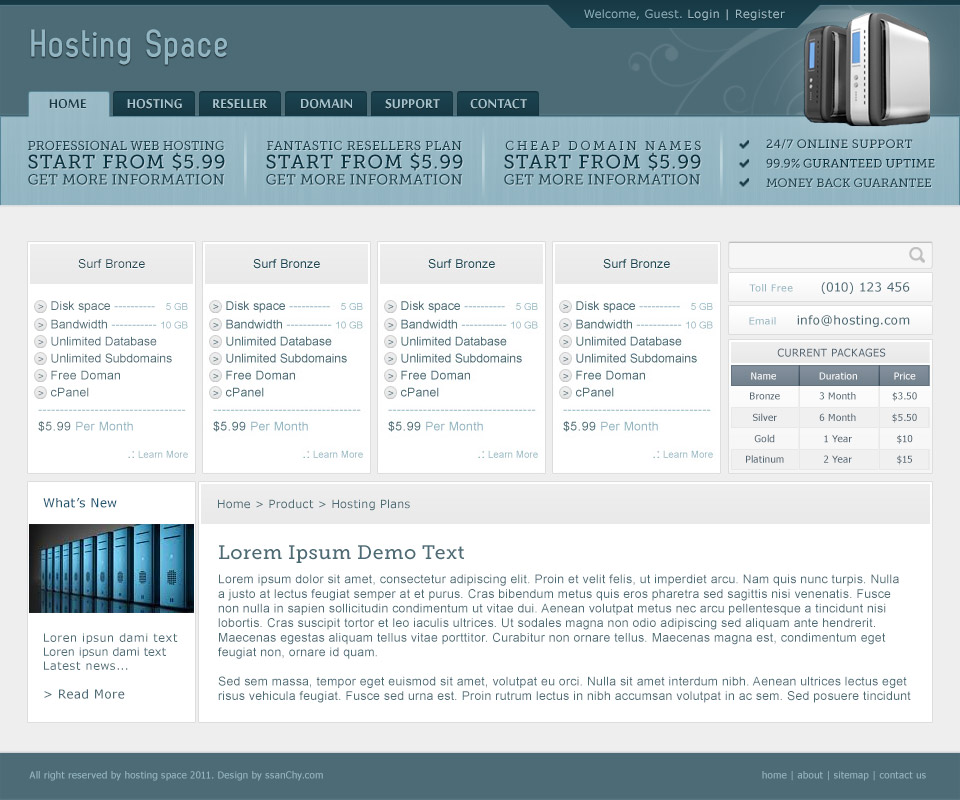 Welcome, Guest. Login | Register
Hosting Space
HOME HOSTING RESELLER DOMAIN SUPPORT CONTACT
PROFESSIONAL WEB HOSTING
START FROM $5.99
GET MORE INFORMATION
FANTASTIC RESELLERS PLAN
START FROM $5.99
GET MORE INFORMATION
CHEAP DOMAIN NAMES
START FROM $5.99
GET MORE INFORMATION
24/7 ONLINE SUPPORT
99.9% GURANTEED UPTIME
MONEY BACK GUARANTEE
Surf Bronze
Disk space ---------- 5 GB
Bandwidth ----------- 10 GB
Unlimited Database
Unlimited Subdomains
Free Doman
cPanel
$5.99 Per Month
.: Learn More
Surf Bronze
Disk space ---------- 5 GB
Bandwidth ----------- 10 GB
Unlimited Database
Unlimited Subdomains
Free Doman
cPanel
$5.99 Per Month
.: Learn More
Surf Bronze
Disk space ---------- 5 GB
Bandwidth ----------- 10 GB
Unlimited Database
Unlimited Subdomains
Free Doman
cPanel
$5.99 Per Month
.: Learn More
Surf Bronze
Disk space ---------- 5 GB
Bandwidth ----------- 10 GB
Unlimited Database
Unlimited Subdomains
Free Doman
cPanel
$5.99 Per Month
.: Learn More
Toll Free (010) 123 456
Email info@hosting.com
CURRENT PACKAGES
Name Duration Price
Bronze 3 Month $3.50
Silver 6 Month $5.50
Gold 1 Year $10
Platinum 2 Year $15
What's New
Loren ipsun dami text
Loren ipsun dami text
Latest news...
> Read More
Home > Product > Hosting Plans
Lorem Ipsum Demo Text
Lorem ipsum dolor sit amet, consectetur adipiscing elit. Proin et velit felis, ut imperdiet arcu. Nam quis nunc turpis. Nulla
a justo at lectus feugiat semper at et purus. Cras bibendum metus quis eros pharetra sed sagittis nisi venenatis. Fusce
non nulla in sapien sollicitudin condimentum ut vitae dui. Aenean volutpat metus nec arcu pellentesque a tincidunt nisi
lobortis. Cras suscipit tortor et leo iaculis ultrices. Ut sodales magna non odio adipiscing sed aliquam ante hendrerit.
Maecenas egestas aliquam tellus vitae porttitor. Curabitur non ornare tellus. Maecenas magna est, condimentum eget
feugiat non, ornare id quam.
Sed sem massa, tempor eget euismod sit amet, volutpat eu orci. Nulla sit amet interdum nibh. Aenean ultrices lectus eget
risus vehicula feugiat. Fusce sed urna est. Proin rutrum lectus in nibh accumsan volutpat in ac sem. Sed posuere tincidunt
All right reserved by hosting space 2011. Design by ssanChy.com
home | about | sitemap | contact us